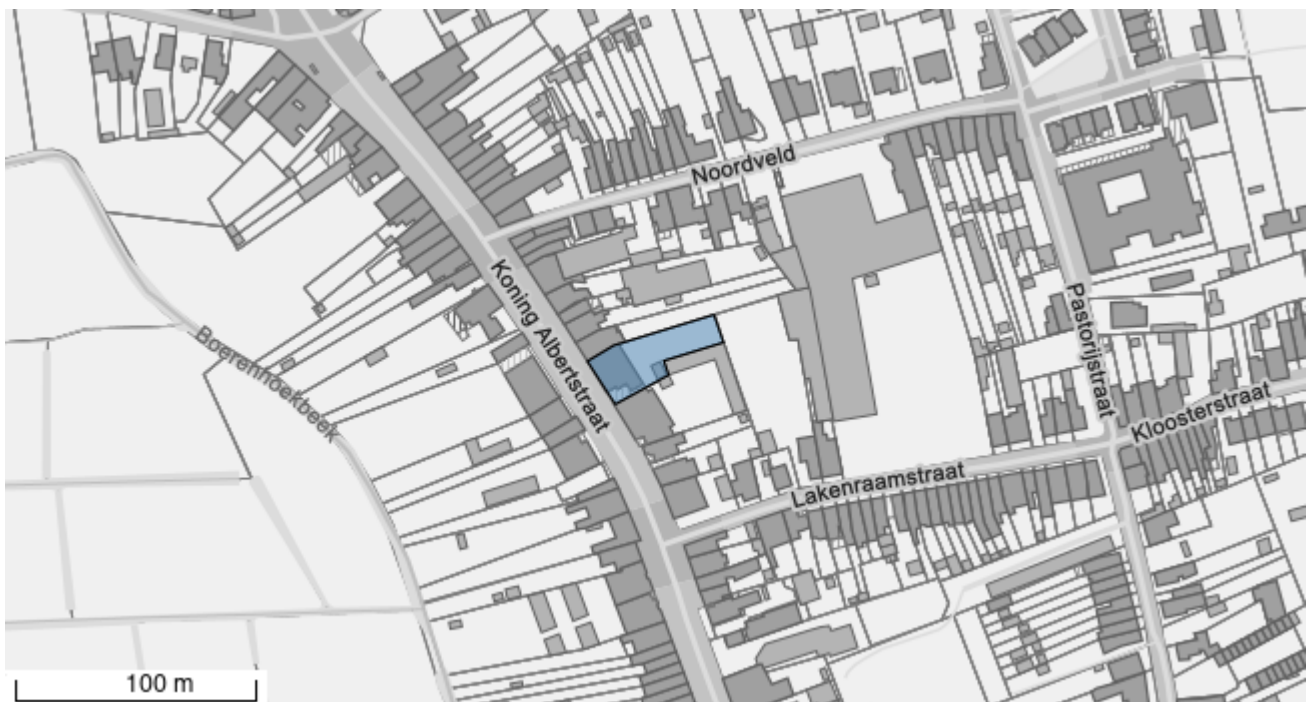 Noordveld
Koning Albertstraat
Pastorijstraat
Boerenhoekbeek
Kloosterstraat
Lakenraamstraat
100 m